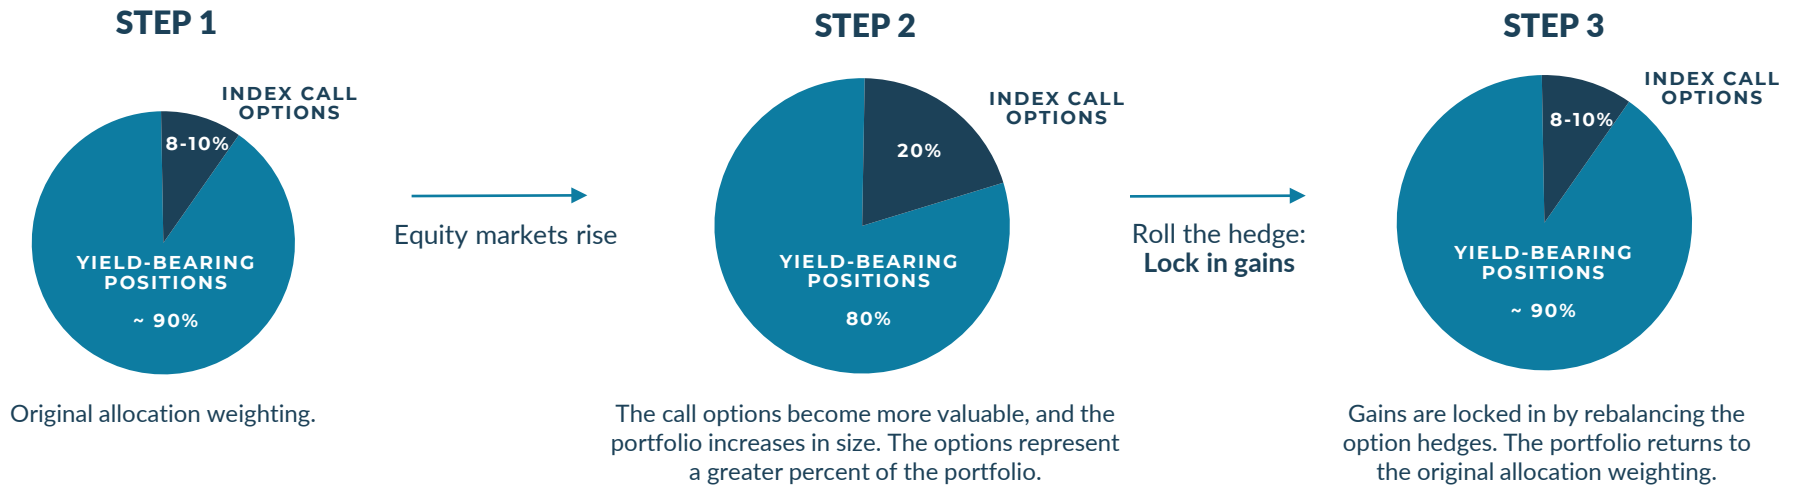 STEP 1
INDEX CALL
OPTIONS
8-10%
YIELD-BEARING
POSITIONS
~ 90%
Original allocation weighting.
Equity markets rise
STEP 2
INDEX CALL
OPTIONS
20%
YIELD-BEARING
POSITIONS
80%
The call options become more valuable, and the
portfolio increases in size. The options represent
a greater percent of the portfolio.
Roll the hedge:
Lock in gains
STEP 3
INDEX CALL
OPTIONS
8-10%
YIELD-BEARING
POSITIONS
~ 90%
Gains are locked in by rebalancing the
option hedges. The portfolio returns to
the original allocation weighting.